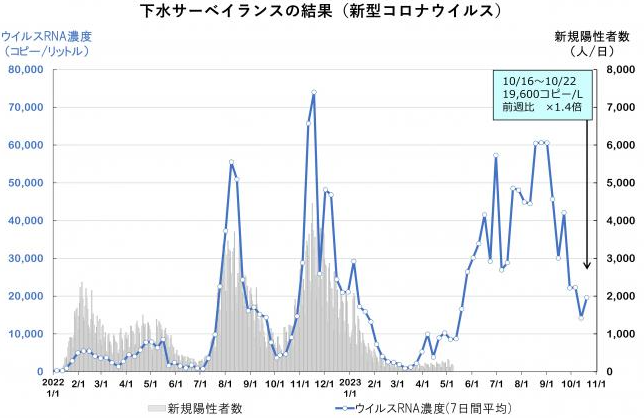 下水サーベイランスの結果（新型コロナウイルス）
ウイルスRNA濃度
（コピー/リットル）
新規陽性者数
（人/日）
80,000
70,000
60,000
50,000
40,000
30,000
20,000
10,000
0
8,000
7,000
6,000
5,000
4,000
3,000
2,000
1,000
0
10/16～10/22
19,600コピー/L
前週比 ×1.4倍
2022 2023
1/1 2/1 3/1 4/1 5/1 6/1 7/1 8/1 9/1 10/1 11/1 12/1 1/1 2/1 3/1 4/1 5/1 6/1 7/1 8/1 9/1 10/1 11/1
新規陽性者数 ウイルスRNA濃度(7日間平均)